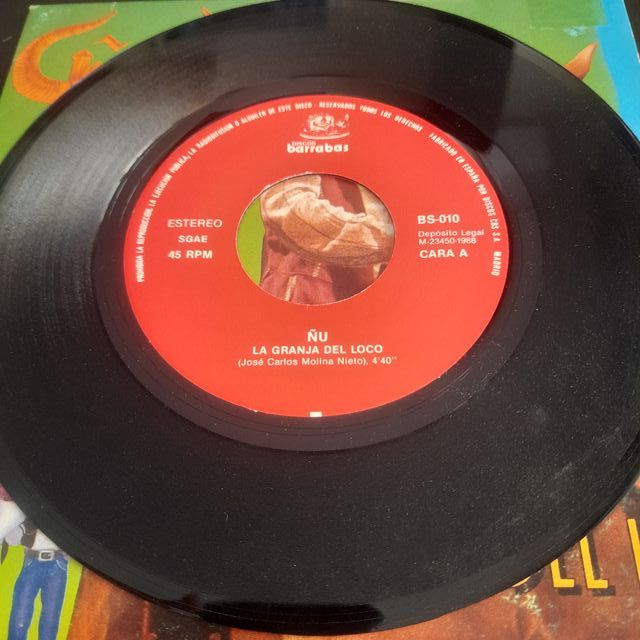 PROHIBIDA LA REPRODUCCION, LA EJECUCION PUBLICA, LA RADIODIFUSION O ALQUILER DE ESTE DISCO · RESERVADOS TODOS LOS DERECHOS · FABRICADO EN ESPAÑA POR DISCOS CBS S.A. MADRID
DISCOS
barrabas
ESTEREO
SGAE
45 RPM
BS-010
Depósito Legal
M-23450-1988
CARA A
ÑU
LA GRANJA DEL LOCO
(José Carlos Molina Nieto), 4'40"